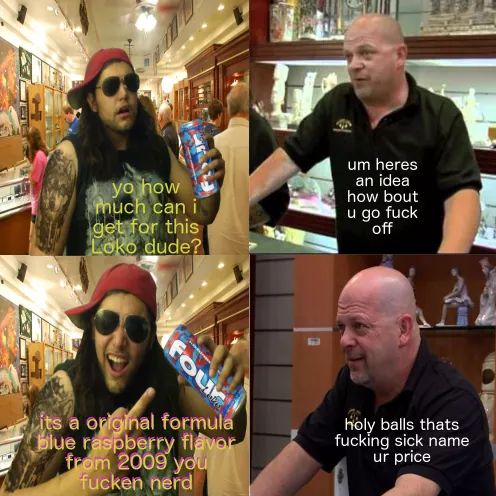 yo how
much can i
get for this
Loko dude?
um heres
an idea
how bout
u go fuck
off
its a original formula
blue raspberry flavor
from 2009 you
fucken nerd
FOUR
holy balls thats
fucking sick name
ur price